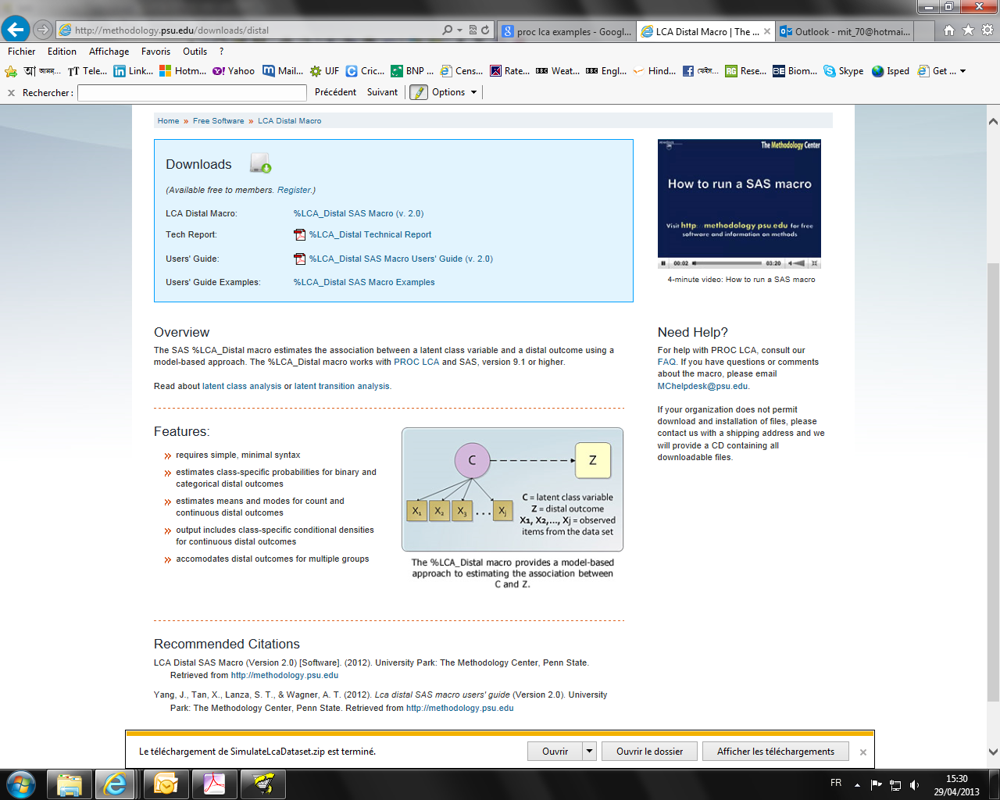 http://methodology.psu.edu/downloads/distal
proc lca examples - Googl...
LCA Distal Macro | The ...
Outlook - mit_70@hotmai...
Fichier Edition Affichage Favoris Outils ?
Tele... Link... Hotm... Yahoo Mail... UJF Cric... BNP ... Cens... Rate... Weat... Engl... Hind... Rese... Biom... Skype Isped Get ...
Rechercher : Précédent Suivant Options
Home » Free Software » LCA Distal Macro
Downloads
(Available free to members. Register.)
LCA Distal Macro: %LCA_Distal SAS Macro (v. 2.0)
Tech Report: %LCA_Distal Technical Report
Users' Guide: %LCA_Distal SAS Macro Users' Guide (v. 2.0)
Users' Guide Examples: %LCA_Distal SAS Macro Examples
The Methodology Center
How to run a SAS macro
Visit http://methodology.psu.edu for free
software and information on methods
00:02 03:20
4-minute video: How to run a SAS macro
Overview
The SAS %LCA_Distal macro estimates the association between a latent class variable and a distal outcome using a
model-based approach. The %LCA_Distal macro works with PROC LCA and SAS, version 9.1 or higher.
Read about latent class analysis or latent transition analysis.
Need Help?
For help with PROC LCA, consult our
FAQ. If you have questions or comments
about the macro, please email
MChelpdesk@psu.edu.
If your organization does not permit
download and installation of files, please
contact us with a shipping address and we
will provide a CD containing all
downloadable files.
Features:
» requires simple, minimal syntax
» estimates class-specific probabilities for binary and
categorical distal outcomes
» estimates means and modes for count and
continuous distal outcomes
» output includes class-specific conditional densities
for continuous distal outcomes
» accomodates distal outcomes for multiple groups
C Z
X1 X2 X3 ... Xj
C = latent class variable
Z = distal outcome
X1, X2,..., Xj = observed
items from the data set
The %LCA_Distal macro provides a model-based
approach to estimating the association between
C and Z.
Recommended Citations
LCA Distal SAS Macro (Version 2.0) [Software]. (2012). University Park: The Methodology Center, Penn State.
Retrieved from http://methodology.psu.edu
Yang, J., Tan, X., Lanza, S. T., & Wagner, A. T. (2012). Lca distal SAS macro users' guide (Version 2.0). University
Park: The Methodology Center, Penn State. Retrieved from http://methodology.psu.edu
Le téléchargement de SimulateLcaDataset.zip est terminé. Ouvrir Ouvrir le dossier Afficher les téléchargements
FR 15:30
29/04/2013